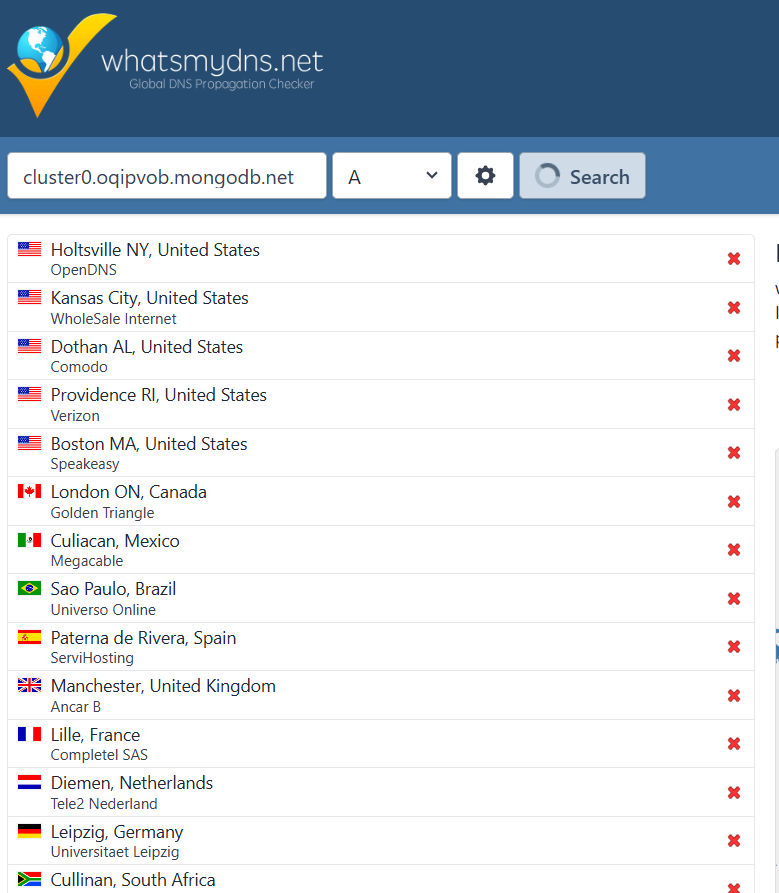 whatsmydns.net
Global DNS Propagation Checker
cluster0.oqipvob.mongodb.net A Search
Holtsville NY, United States
OpenDNS
Kansas City, United States
WholeSale Internet
Dothan AL, United States
Comodo
Providence RI, United States
Verizon
Boston MA, United States
Speakeasy
London ON, Canada
Golden Triangle
Culiacan, Mexico
Megacable
Sao Paulo, Brazil
Universo Online
Paterna de Rivera, Spain
ServiHosting
Manchester, United Kingdom
Ancar B
Lille, France
Completel SAS
Diemen, Netherlands
Tele2 Nederland
Leipzig, Germany
Universitaet Leipzig
Cullinan, South Africa